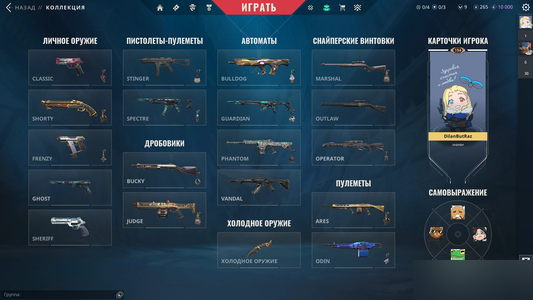 НАЗАД // КОЛЛЕКЦИЯ
ИГРАТЬ
0/4 0/3 9 265 10 000
ЛИЧНОЕ ОРУЖИЕ
CLASSIC
SHORTY
FRENZY
GHOST
SHERIFF
ПИСТОЛЕТЫ-ПУЛЕМЕТЫ
STINGER
SPECTRE
ДРОБОВИКИ
BUCKY
JUDGE
АВТОМАТЫ
BULLDOG
GUARDIAN
PHANTOM
VANDAL
ХОЛОДНОЕ ОРУЖИЕ
ХОЛОДНОЕ ОРУЖИЕ
СНАЙПЕРСКИЕ ВИНТОВКИ
MARSHAL
OUTLAW
OPERATOR
ПУЛЕМЕТЫ
ARES
ODIN
КАРТОЧКИ ИГРОКА
DilanButRaz
САМОВЫРАЖЕНИЕ
Группа: